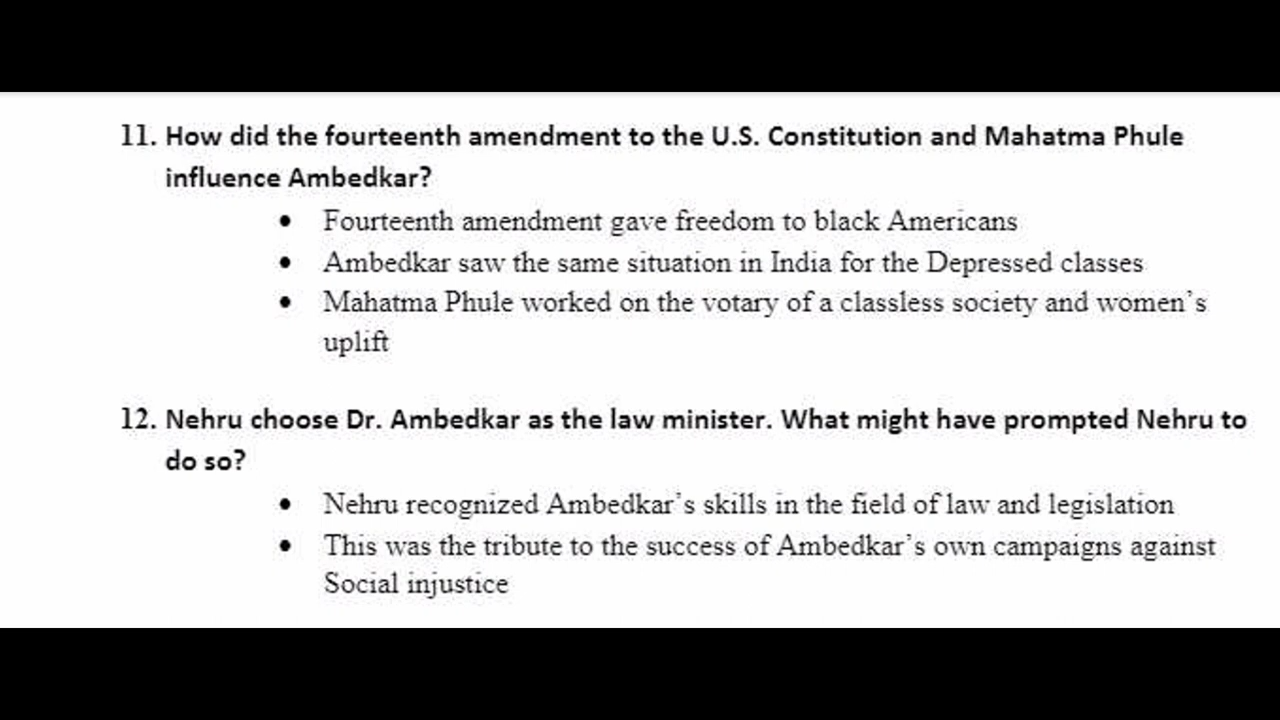 11. How did the fourteenth amendment to the U.S. Constitution and Mahatma Phule
influence Ambedkar?
• Fourteenth amendment gave freedom to black Americans
• Ambedkar saw the same situation in India for the Depressed classes
• Mahatma Phule worked on the votary of a classless society and women’s
uplift
12. Nehru choose Dr. Ambedkar as the law minister. What might have prompted Nehru to
do so?
• Nehru recognized Ambedkar’s skills in the field of law and legislation
• This was the tribute to the success of Ambedkar’s own campaigns against
Social injustice